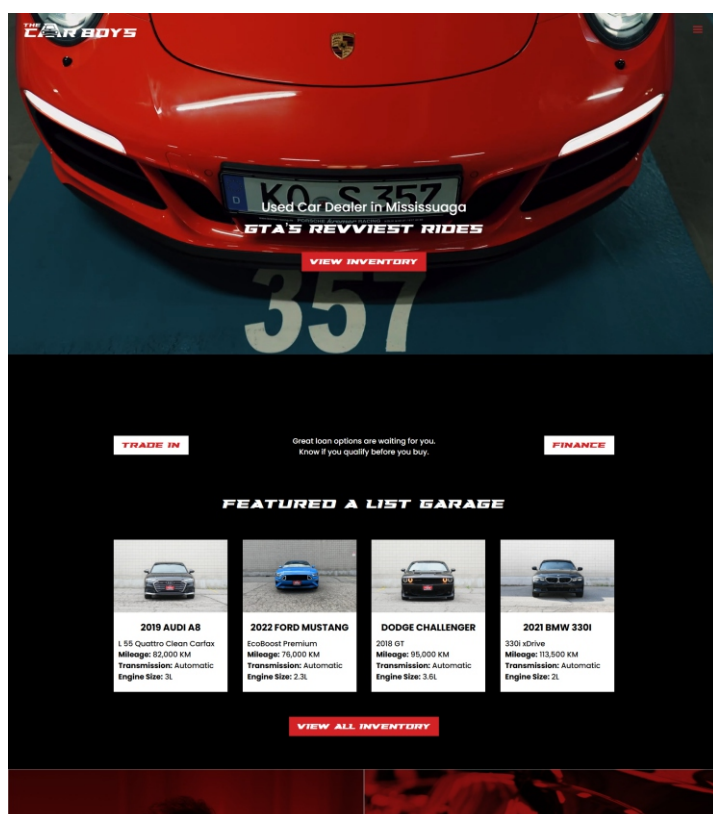 THE
CAR BOYS
KO S 357
D
Used Car Dealer in Mississuaga
GTA'S REVVIEST RIDES
VIEW INVENTORY
357
TRADE IN
Great loan options are waiting for you.
Know if you qualify before you buy.
FINANCE
FEATURED A LIST GARAGE
2019 AUDI A8
L 55 Quattro Clean Carfax
Mileage: 82,000 KM
Transmission: Automatic
Engine Size: 3L
2022 FORD MUSTANG
EcoBoost Premium
Mileage: 76,000 KM
Transmission: Automatic
Engine Size: 2.3L
DODGE CHALLENGER
2018 GT
Mileage: 95,000 KM
Transmission: Automatic
Engine Size: 3.6L
2021 BMW 330I
330i xDrive
Mileage: 113,500 KM
Transmission: Automatic
Engine Size: 2L
VIEW ALL INVENTORY